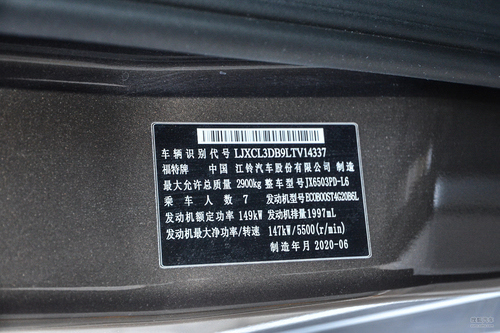 车辆识别代号 LJXCL3DB9LTV14337
福特牌 中国 江铃汽车股份有限公司 制造
最大允许总质量 2900kg 整车型号 JX6503PD-L6
乘车人数 7 发动机型号 ECOBOOST4G20B6L
发动机额定功率 149kW 发动机排量 1997mL
发动机最大净功率/转速 147kW/5500(r/min)
制造年月 2020-06